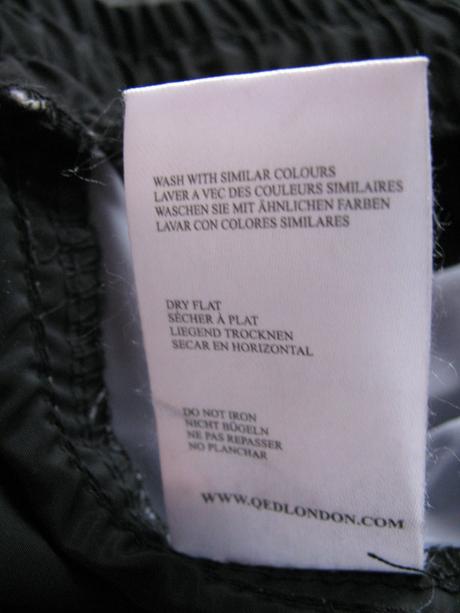 WASH WITH SIMILAR COLOURS
LAVER A VEC DES COULEURS SIMILAIRES
WASCHEN SIE MIT ÄHNLICHEN FARBEN
LAVAR CON COLORES SIMILARES
DRY FLAT
SÉCHER À PLAT
LIEGEND TROCKNEN
SECAR EN HORIZONTAL
DO NOT IRON
NICHT BÜGELN
NE PAS REPASSER
NO PLANCHAR
WWW.QEDLONDON.COM